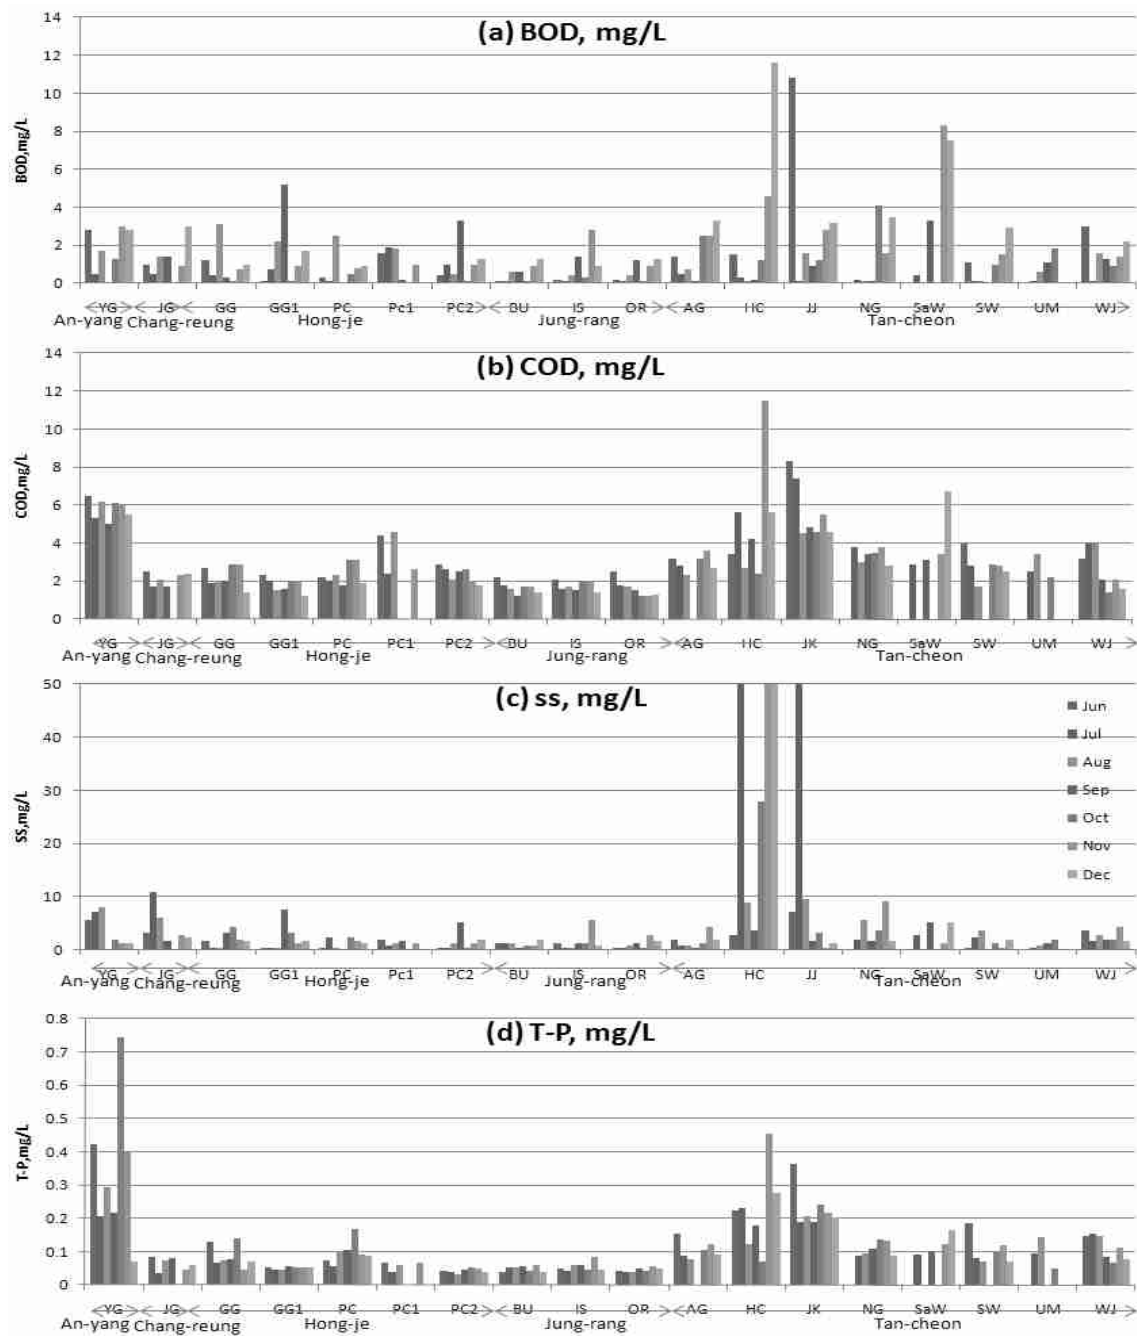 (a) BOD, mg/L
14
12
10
8
6
4
2
0
BOD,mg/L
YG JG GG GG1 PC Pc1 PC2 BU IS OR AG HC JJ NG SaW SW UM WJ
An-yang Chang-reung Hong-je Jung-rang Tan-cheon
(b) COD, mg/L
14
12
10
8
6
4
2
0
COD,mg/L
YG JG GG GG1 PC PC1 PC2 BU IS OR AG HC JK NG SaW SW UM WJ
An-yang Chang-reung Hong-je Jung-rang Tan-cheon
(c) ss, mg/L
50
40
30
20
10
0
SS,mg/L
Jun
Jul
Aug
Sep
Oct
Nov
Dec
YG JG GG GG1 PC Pc1 PC2 BU IS OR AG HC JJ NG SaW SW UM WJ
An-yang Chang-reung Hong-je Jung-rang Tan-cheon
(d) T-P, mg/L
0.8
0.7
0.6
0.5
0.4
0.3
0.2
0.1
0
T-P,mg/L
YG JG GG GG1 PC PC1 PC2 BU IS OR AG HC JK NG SaW SW UM WJ
An-yang Chang-reung Hong-je Jung-rang Tan-cheon